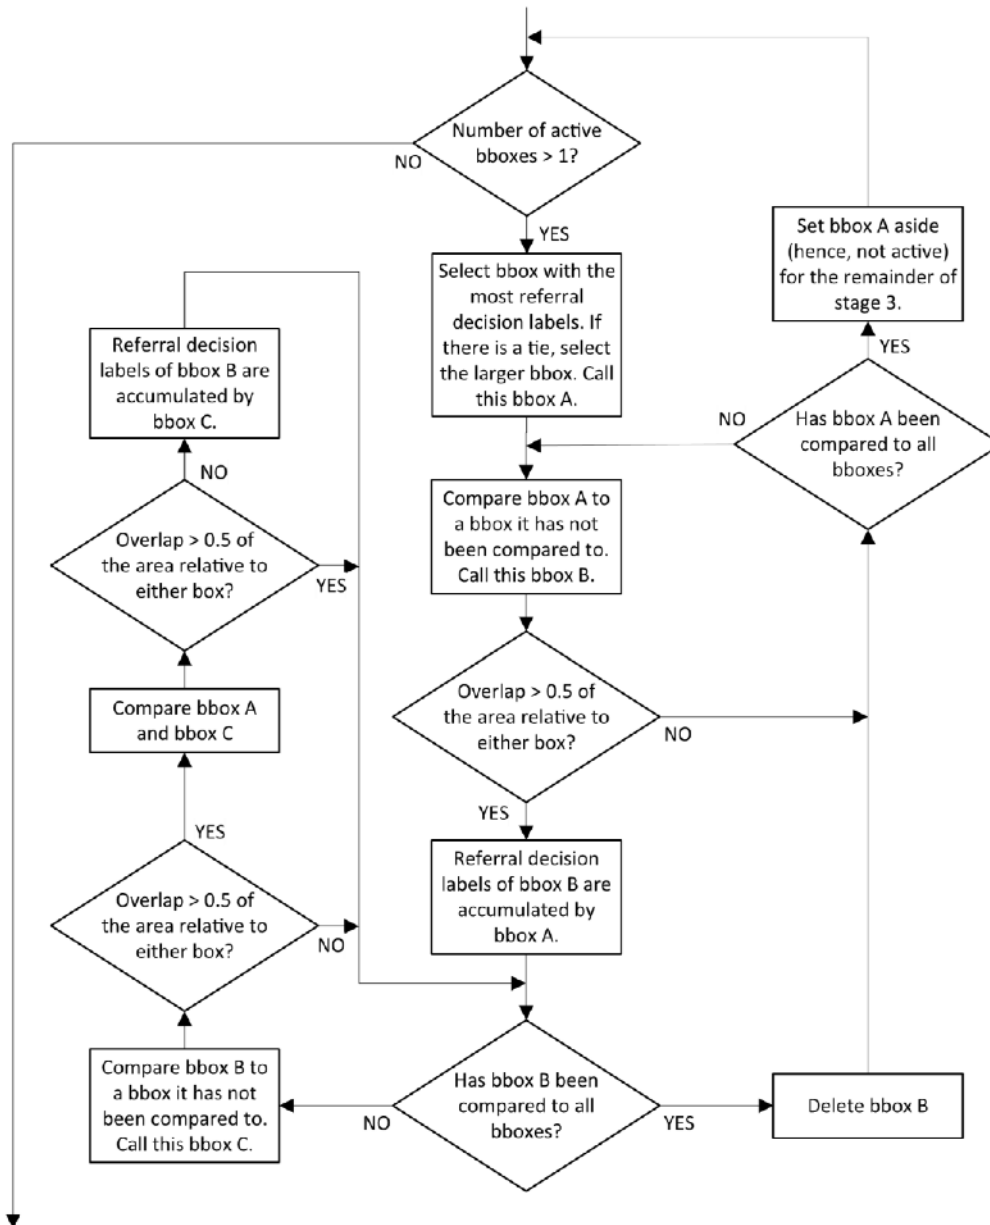 Number of active
bboxes > 1?
NO
YES
Select bbox with the
most referral
decision labels. If
there is a tie, select
the larger bbox. Call
this bbox A.
Set bbox A aside
(hence, not active)
for the remainder of
stage 3.
YES
Has bbox A been
compared to all
bboxes?
NO
Compare bbox A to
a bbox it has not
been compared to.
Call this bbox B.
Overlap > 0.5 of
the area relative to
either box?
NO
YES
Referral decision
labels of bbox B are
accumulated by
bbox A.
Has bbox B been
compared to all
bboxes?
NO
YES
Delete bbox B
Compare bbox B to
a bbox it has not
been compared to.
Call this bbox C.
Overlap > 0.5 of
the area relative to
either box?
NO
YES
Compare bbox A
and bbox C
Overlap > 0.5 of
the area relative to
either box?
YES
NO
Referral decision
labels of bbox B are
accumulated by
bbox C.